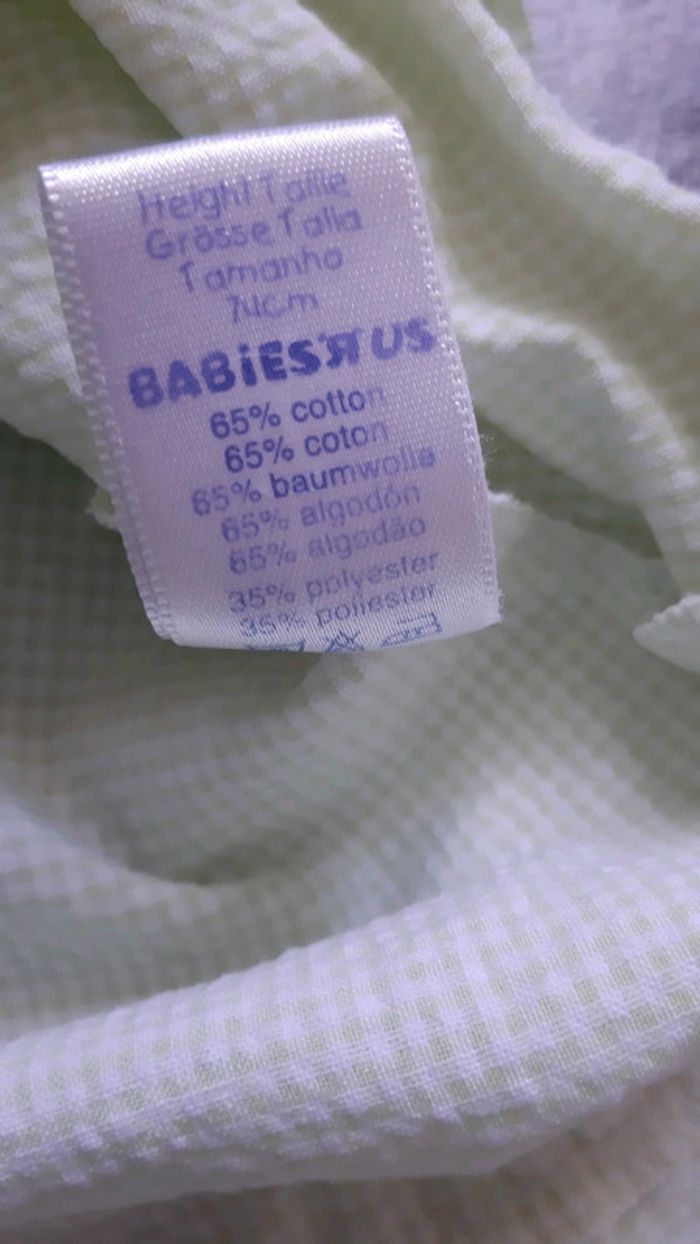 Height Taille
Grösse Talla
Tamanho
74cm
BABiESЯUS
65% cotton
65% coton
65% baumwolle
65% algodón
65% algodão
35% polyester
35% poliester